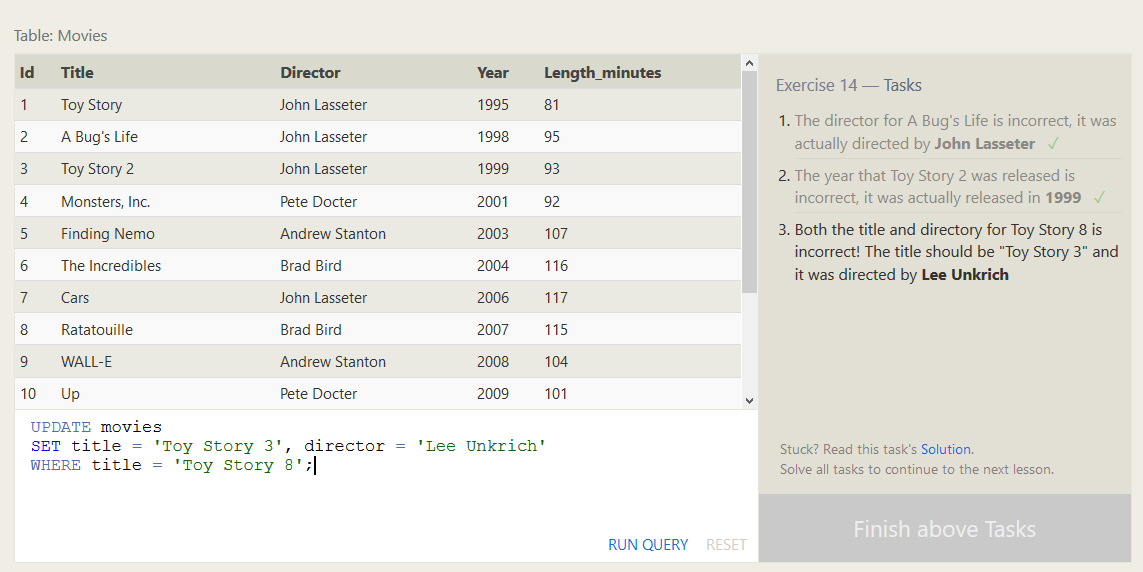 Table: Movies
Id Title Director Year Length_minutes
1 Toy Story John Lasseter 1995 81
2 A Bug's Life John Lasseter 1998 95
3 Toy Story 2 John Lasseter 1999 93
4 Monsters, Inc. Pete Docter 2001 92
5 Finding Nemo Andrew Stanton 2003 107
6 The Incredibles Brad Bird 2004 116
7 Cars John Lasseter 2006 117
8 Ratatouille Brad Bird 2007 115
9 WALL-E Andrew Stanton 2008 104
10 Up Pete Docter 2009 101
UPDATE movies
SET title = 'Toy Story 3', director = 'Lee Unkrich'
WHERE title = 'Toy Story 8';
RUN QUERY RESET
Exercise 14 — Tasks
1. The director for A Bug's Life is incorrect, it was
actually directed by John Lasseter ✓
2. The year that Toy Story 2 was released is
incorrect, it was actually released in 1999 ✓
3. Both the title and directory for Toy Story 8 is
incorrect! The title should be "Toy Story 3" and
it was directed by Lee Unkrich
Stuck? Read this task's Solution.
Solve all tasks to continue to the next lesson.
Finish above Tasks